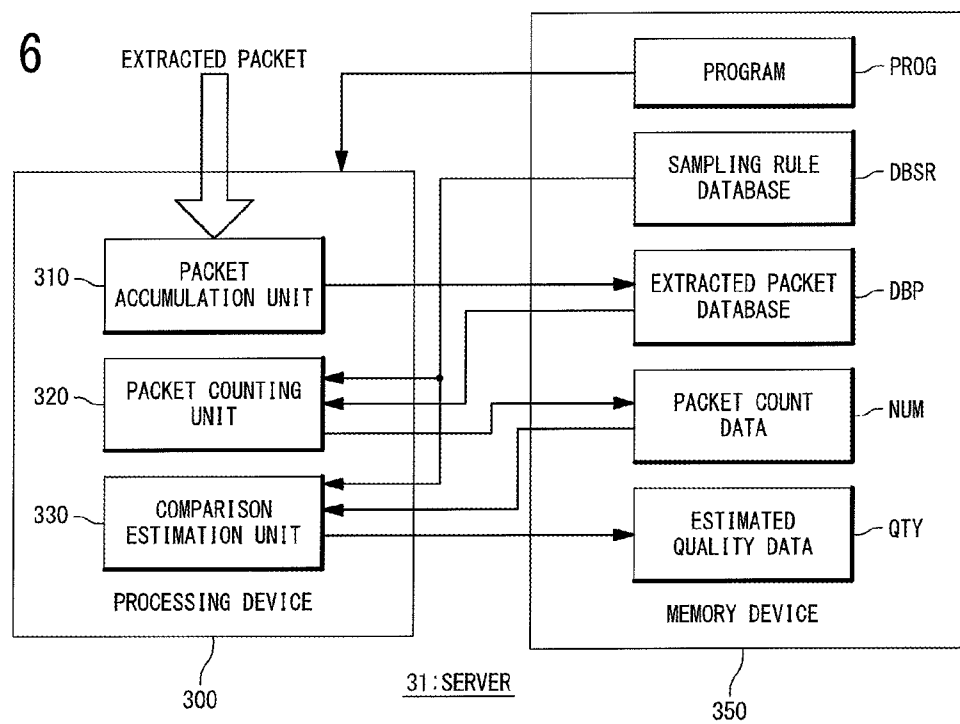 6
EXTRACTED PACKET
PROGRAM
PROG
SAMPLING RULE
DATABASE
DBSR
310
PACKET
ACCUMULATION UNIT
EXTRACTED PACKET
DATABASE
DBP
320
PACKET COUNTING
UNIT
PACKET COUNT
DATA
NUM
330
COMPARISON
ESTIMATION UNIT
ESTIMATED
QUALITY DATA
QTY
PROCESSING DEVICE
MEMORY DEVICE
300
31:SERVER
350